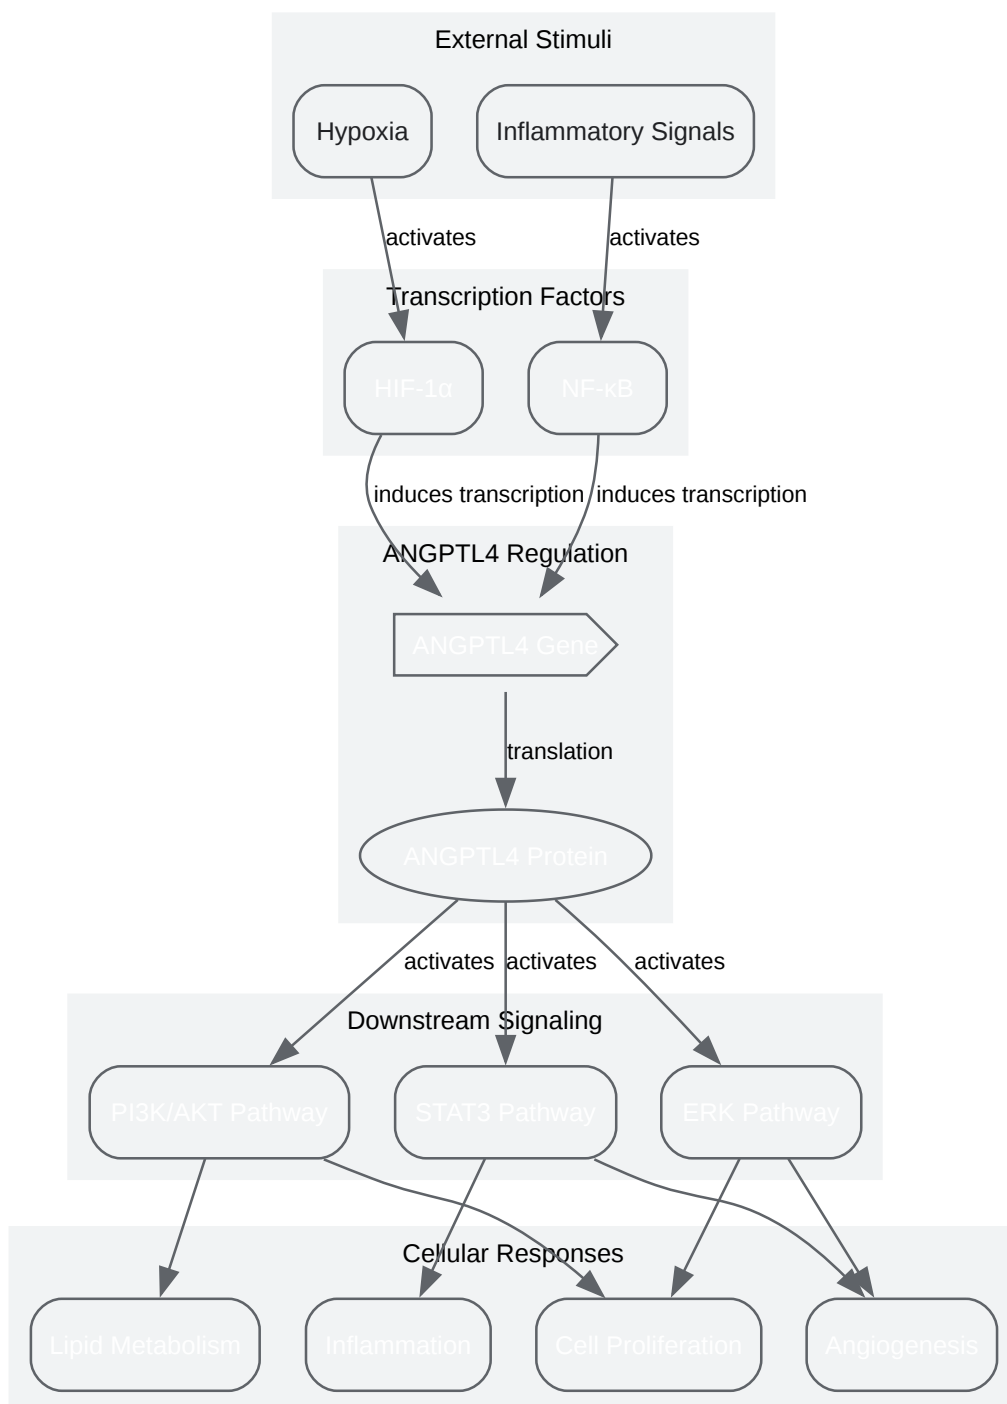 External Stimuli
Hypoxia
Inflammatory Signals
activates
activates
Transcription Factors
HIF-1α
NF-κB
induces transcription
induces transcription
ANGPTL4 Regulation
ANGPTL4 Gene
translation
ANGPTL4 Protein
activates
activates
activates
Downstream Signaling
PI3K/AKT Pathway
STAT3 Pathway
ERK Pathway
Cellular Responses
Lipid Metabolism
Inflammation
Cell Proliferation
Angiogenesis